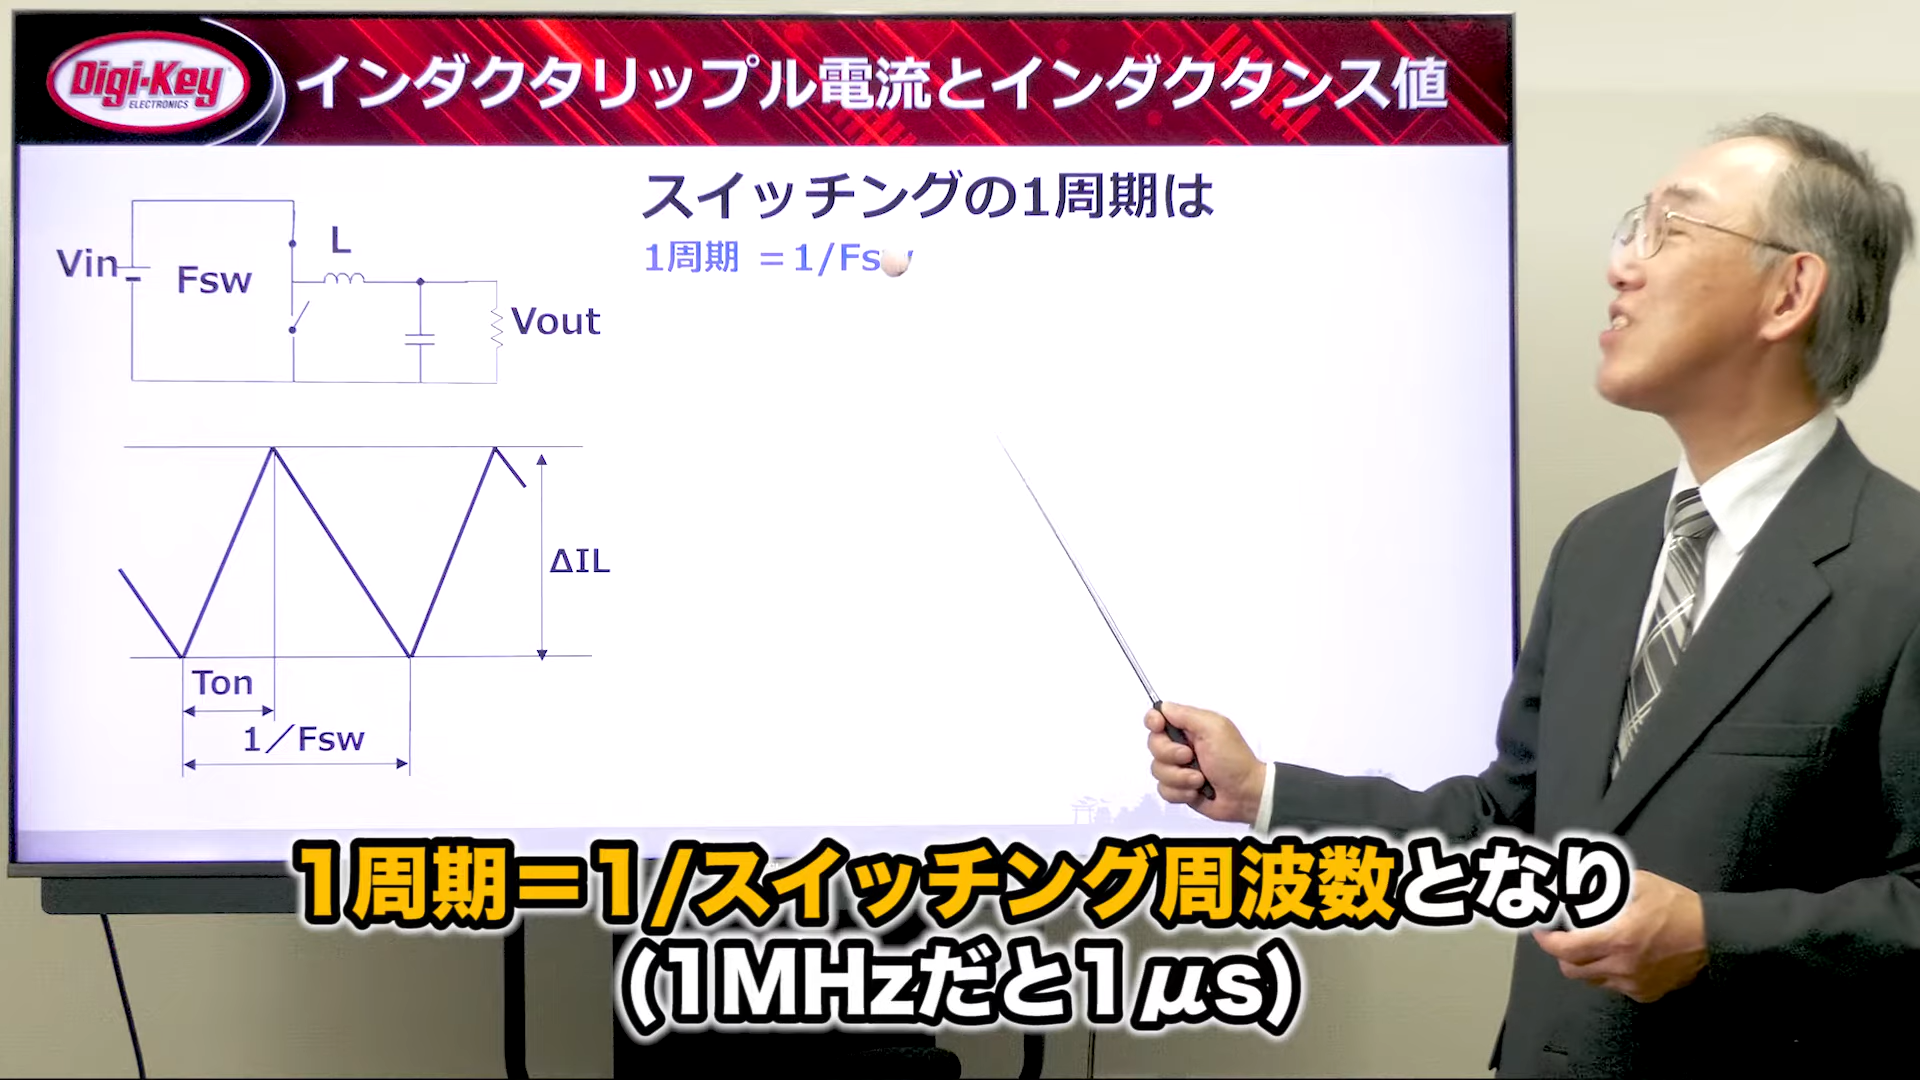 Digi-Key
ELECTRONICS
インダクタリップル電流とインダクタンス値
スイッチングの1周期は
1周期 =1/Fsw
Vin
Fsw
L
Vout
ΔIL
Ton
1/Fsw
1周期=1/スイッチング周波数となり
(1MHzだと1μs)